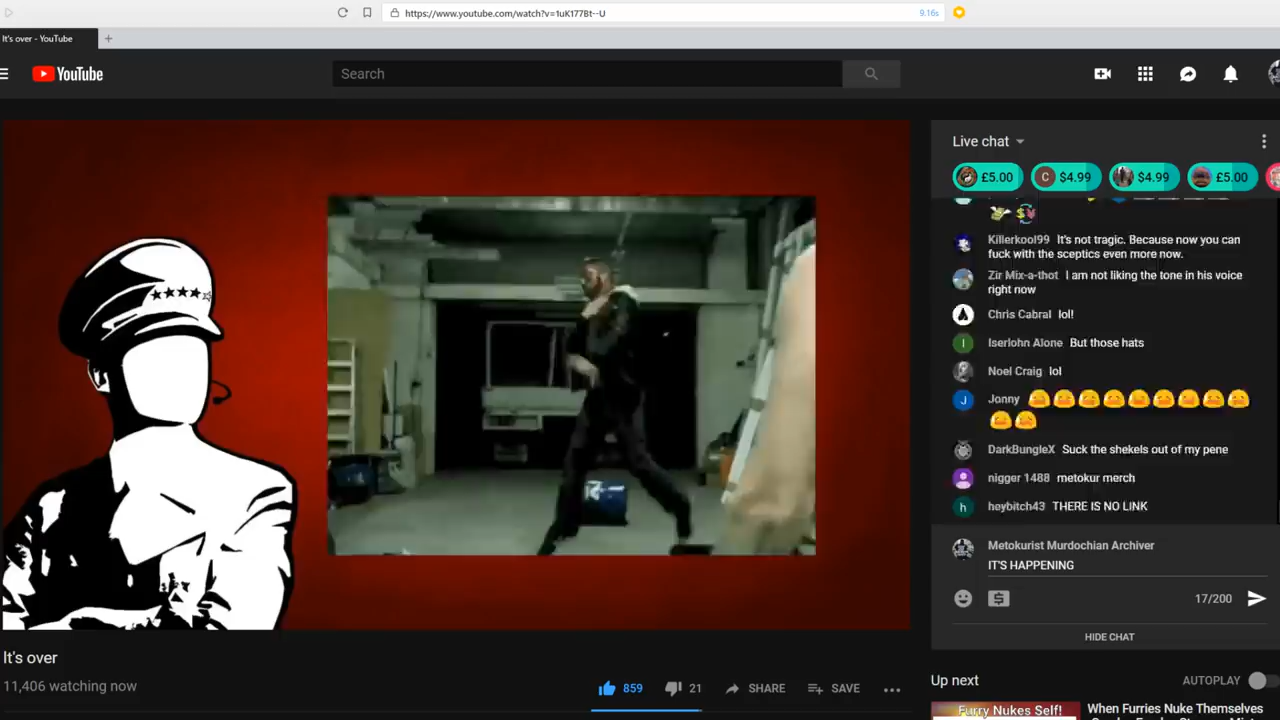 https://www.youtube.com/watch?v=1uK177Bt--U
9.16s
It's over - YouTube
YouTube
Search
Live chat
£5.00
C $4.99
$4.99
£5.00
Killerkool99 It's not tragic. Because now you can
fuck with the sceptics even more now.
Zir Mix-a-thot I am not liking the tone in his voice
right now
Chris Cabral lol!
I Iserlohn Alone But those hats
Noel Craig lol
J Jonny
DarkBungleX Suck the shekels out of my pene
nigger 1488 metokur merch
h heybitch43 THERE IS NO LINK
Metokurist Murdochian Archiver
IT'S HAPPENING
17/200
HIDE CHAT
It's over
11,406 watching now
859
21
SHARE
SAVE
Up next
AUTOPLAY
Furry Nukes Self!
When Furries Nuke Themselves